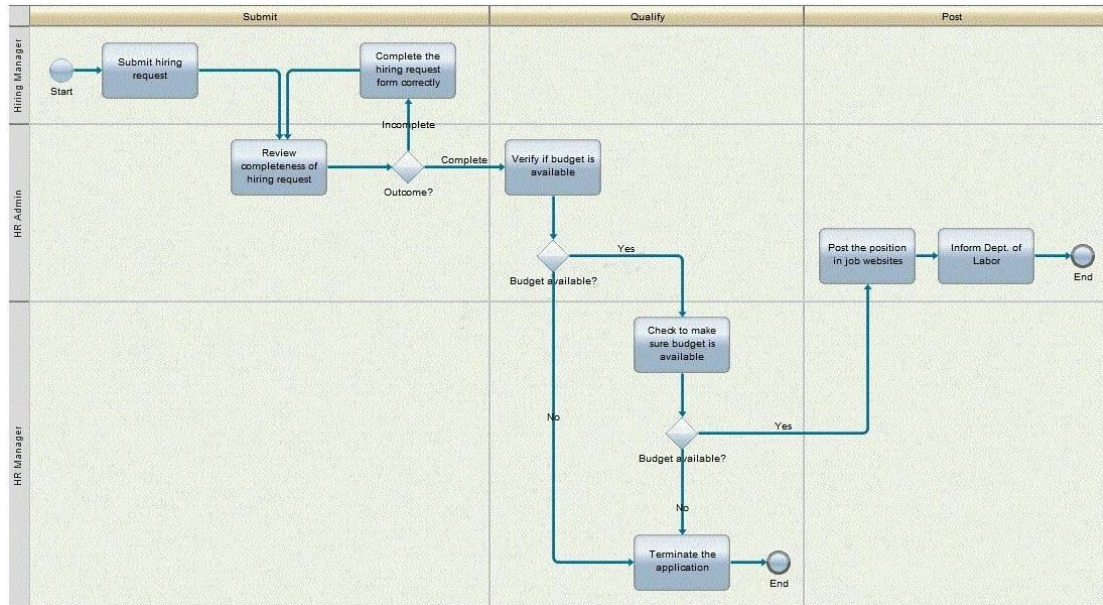 Submit
Qualify
Post
Hiring Manager
Start
Submit hiring
request
Complete the
hiring request
form correctly
Incomplete
HR Admin
Review
completeness of
hiring request
Outcome?
Complete
Verify if budget is
available
Budget available?
Yes
Post the position
in job websites
Inform Dept. of
Labor
End
HR Manager
Check to make
sure budget is
available
No
Budget available?
Yes
No
Terminate the
application
End